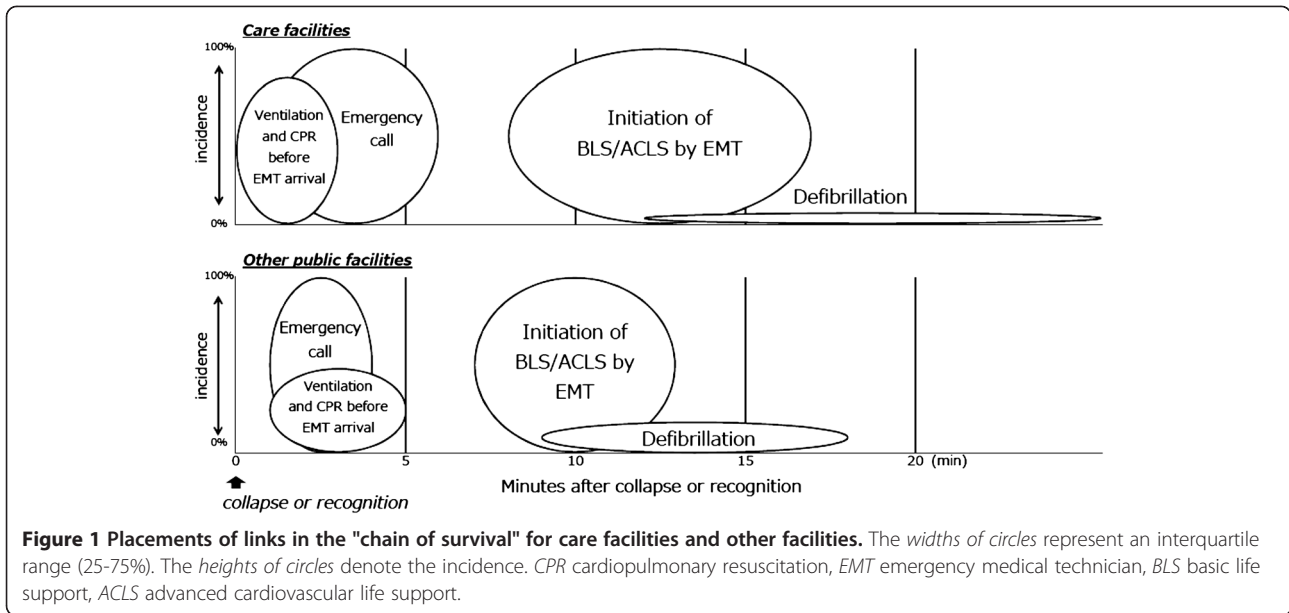 Care facilities
100%
incidence
0%
Ventilation
and CPR
before
EMT arrival
Emergency
call
Initiation of
BLS/ACLS by EMT
Defibrillation
Other public facilities
100%
incidence
0%
Emergency
call
Ventilation
and CPR before
EMT arrival
Initiation of
BLS/ACLS by
EMT
Defibrillation
0 5 10 15 20 (min)
Minutes after collapse or recognition
collapse or recognition
Figure 1 Placements of links in the "chain of survival" for care facilities and other facilities. The widths of circles represent an interquartile
range (25-75%). The heights of circles denote the incidence. CPR cardiopulmonary resuscitation, EMT emergency medical technician, BLS basic life
support, ACLS advanced cardiovascular life support.